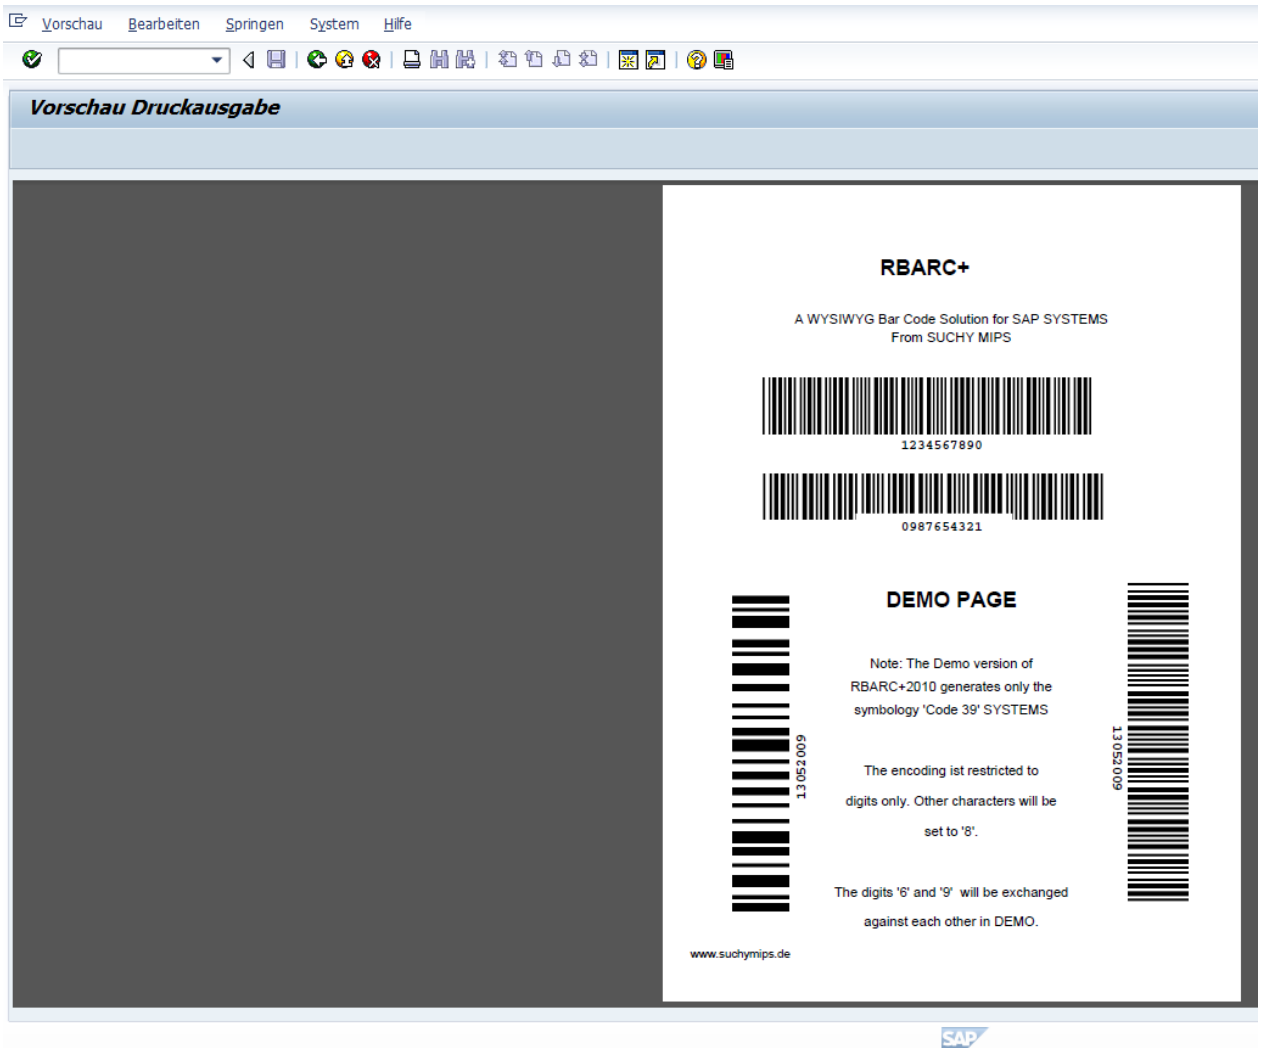 Vorschau Bearbeiten Springen System Hilfe
Vorschau Druckausgabe
RBARC+
A WYSIWYG Bar Code Solution for SAP SYSTEMS
From SUCHY MIPS
1234567890
0987654321
DEMO PAGE
Note: The Demo version of
RBARC+2010 generates only the
symbology 'Code 39' SYSTEMS
13052009
13052009
The encoding ist restricted to
digits only. Other characters will be
set to '8'.
The digits '6' and '9' will be exchanged
against each other in DEMO.
www.suchymips.de
SAP